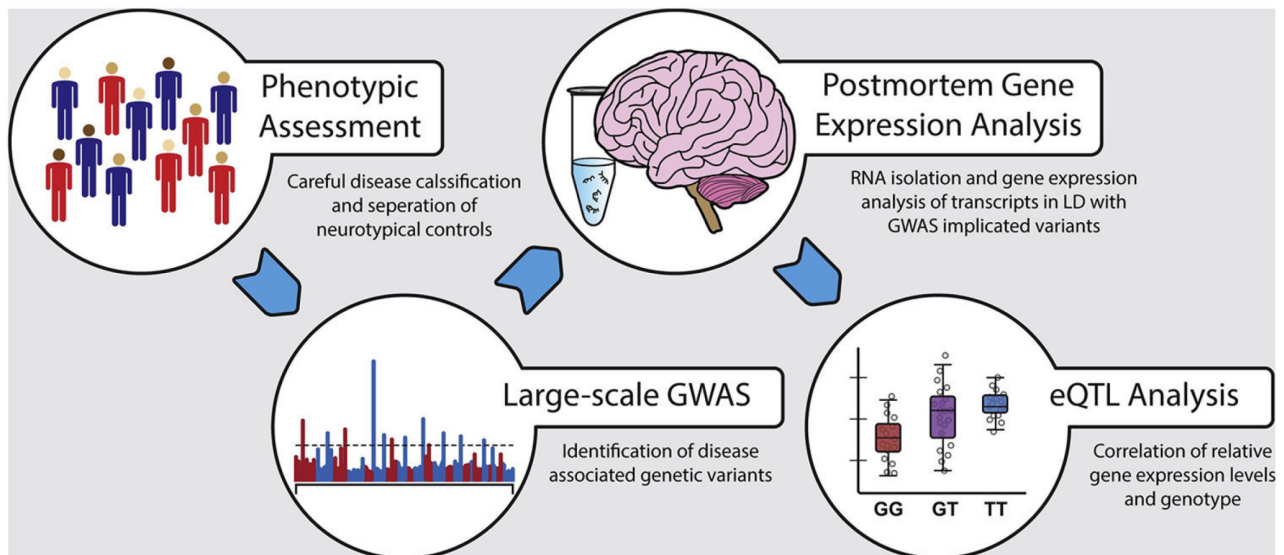 Phenotypic
Assessment
Careful disease calssification
and seperation of
neurotypical controls
Large-scale GWAS
Identification of disease
associated genetic variants
Postmortem Gene
Expression Analysis
RNA isolation and gene expression
analysis of transcripts in LD with
GWAS implicated variants
eQTL Analysis
Correlation of relative
gene expression levels
and genotype
GG GT TT